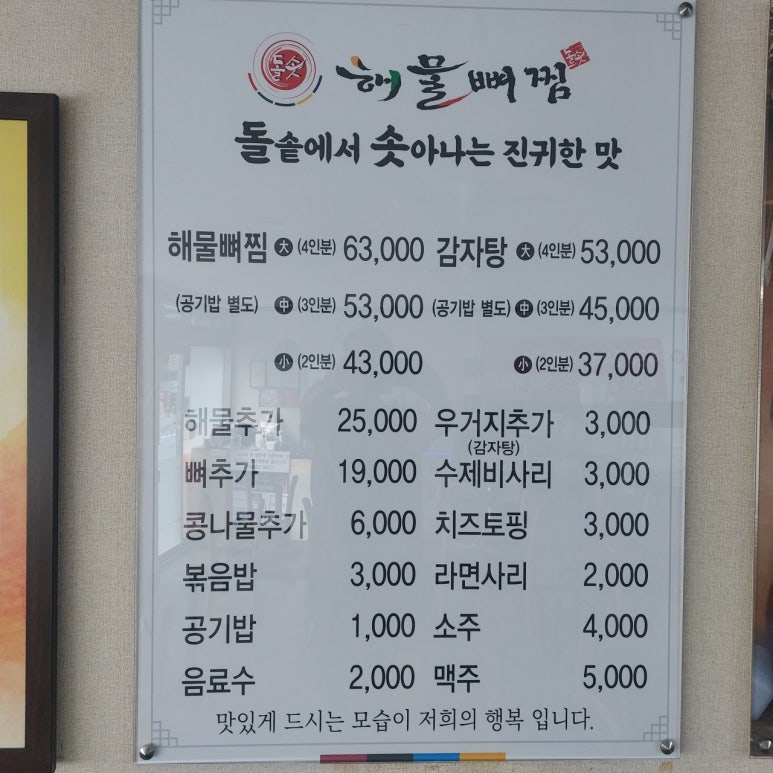 돌솟 해물뼈찜 돌솟
돌솥에서 솟아나는 진귀한 맛
해물뼈찜 大 (4인분) 63,000 감자탕 大 (4인분) 53,000
(공기밥 별도) 中 (3인분) 53,000 (공기밥 별도) 中 (3인분) 45,000
小 (2인분) 43,000 小 (2인분) 37,000
해물추가 25,000 우거지추가 3,000
(감자탕)
뼈추가 19,000 수제비사리 3,000
콩나물추가 6,000 치즈토핑 3,000
볶음밥 3,000 라면사리 2,000
공기밥 1,000 소주 4,000
음료수 2,000 맥주 5,000
맛있게 드시는 모습이 저희의 행복 입니다.